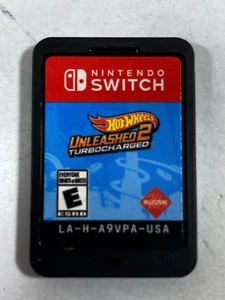 NINTENDO
SWITCH
HOT WHEELS
UNLEASHED 2
TURBOCHARGED
EVERYONE
E
ESRB
MILESTONE
LA-H-A9VPA-USA